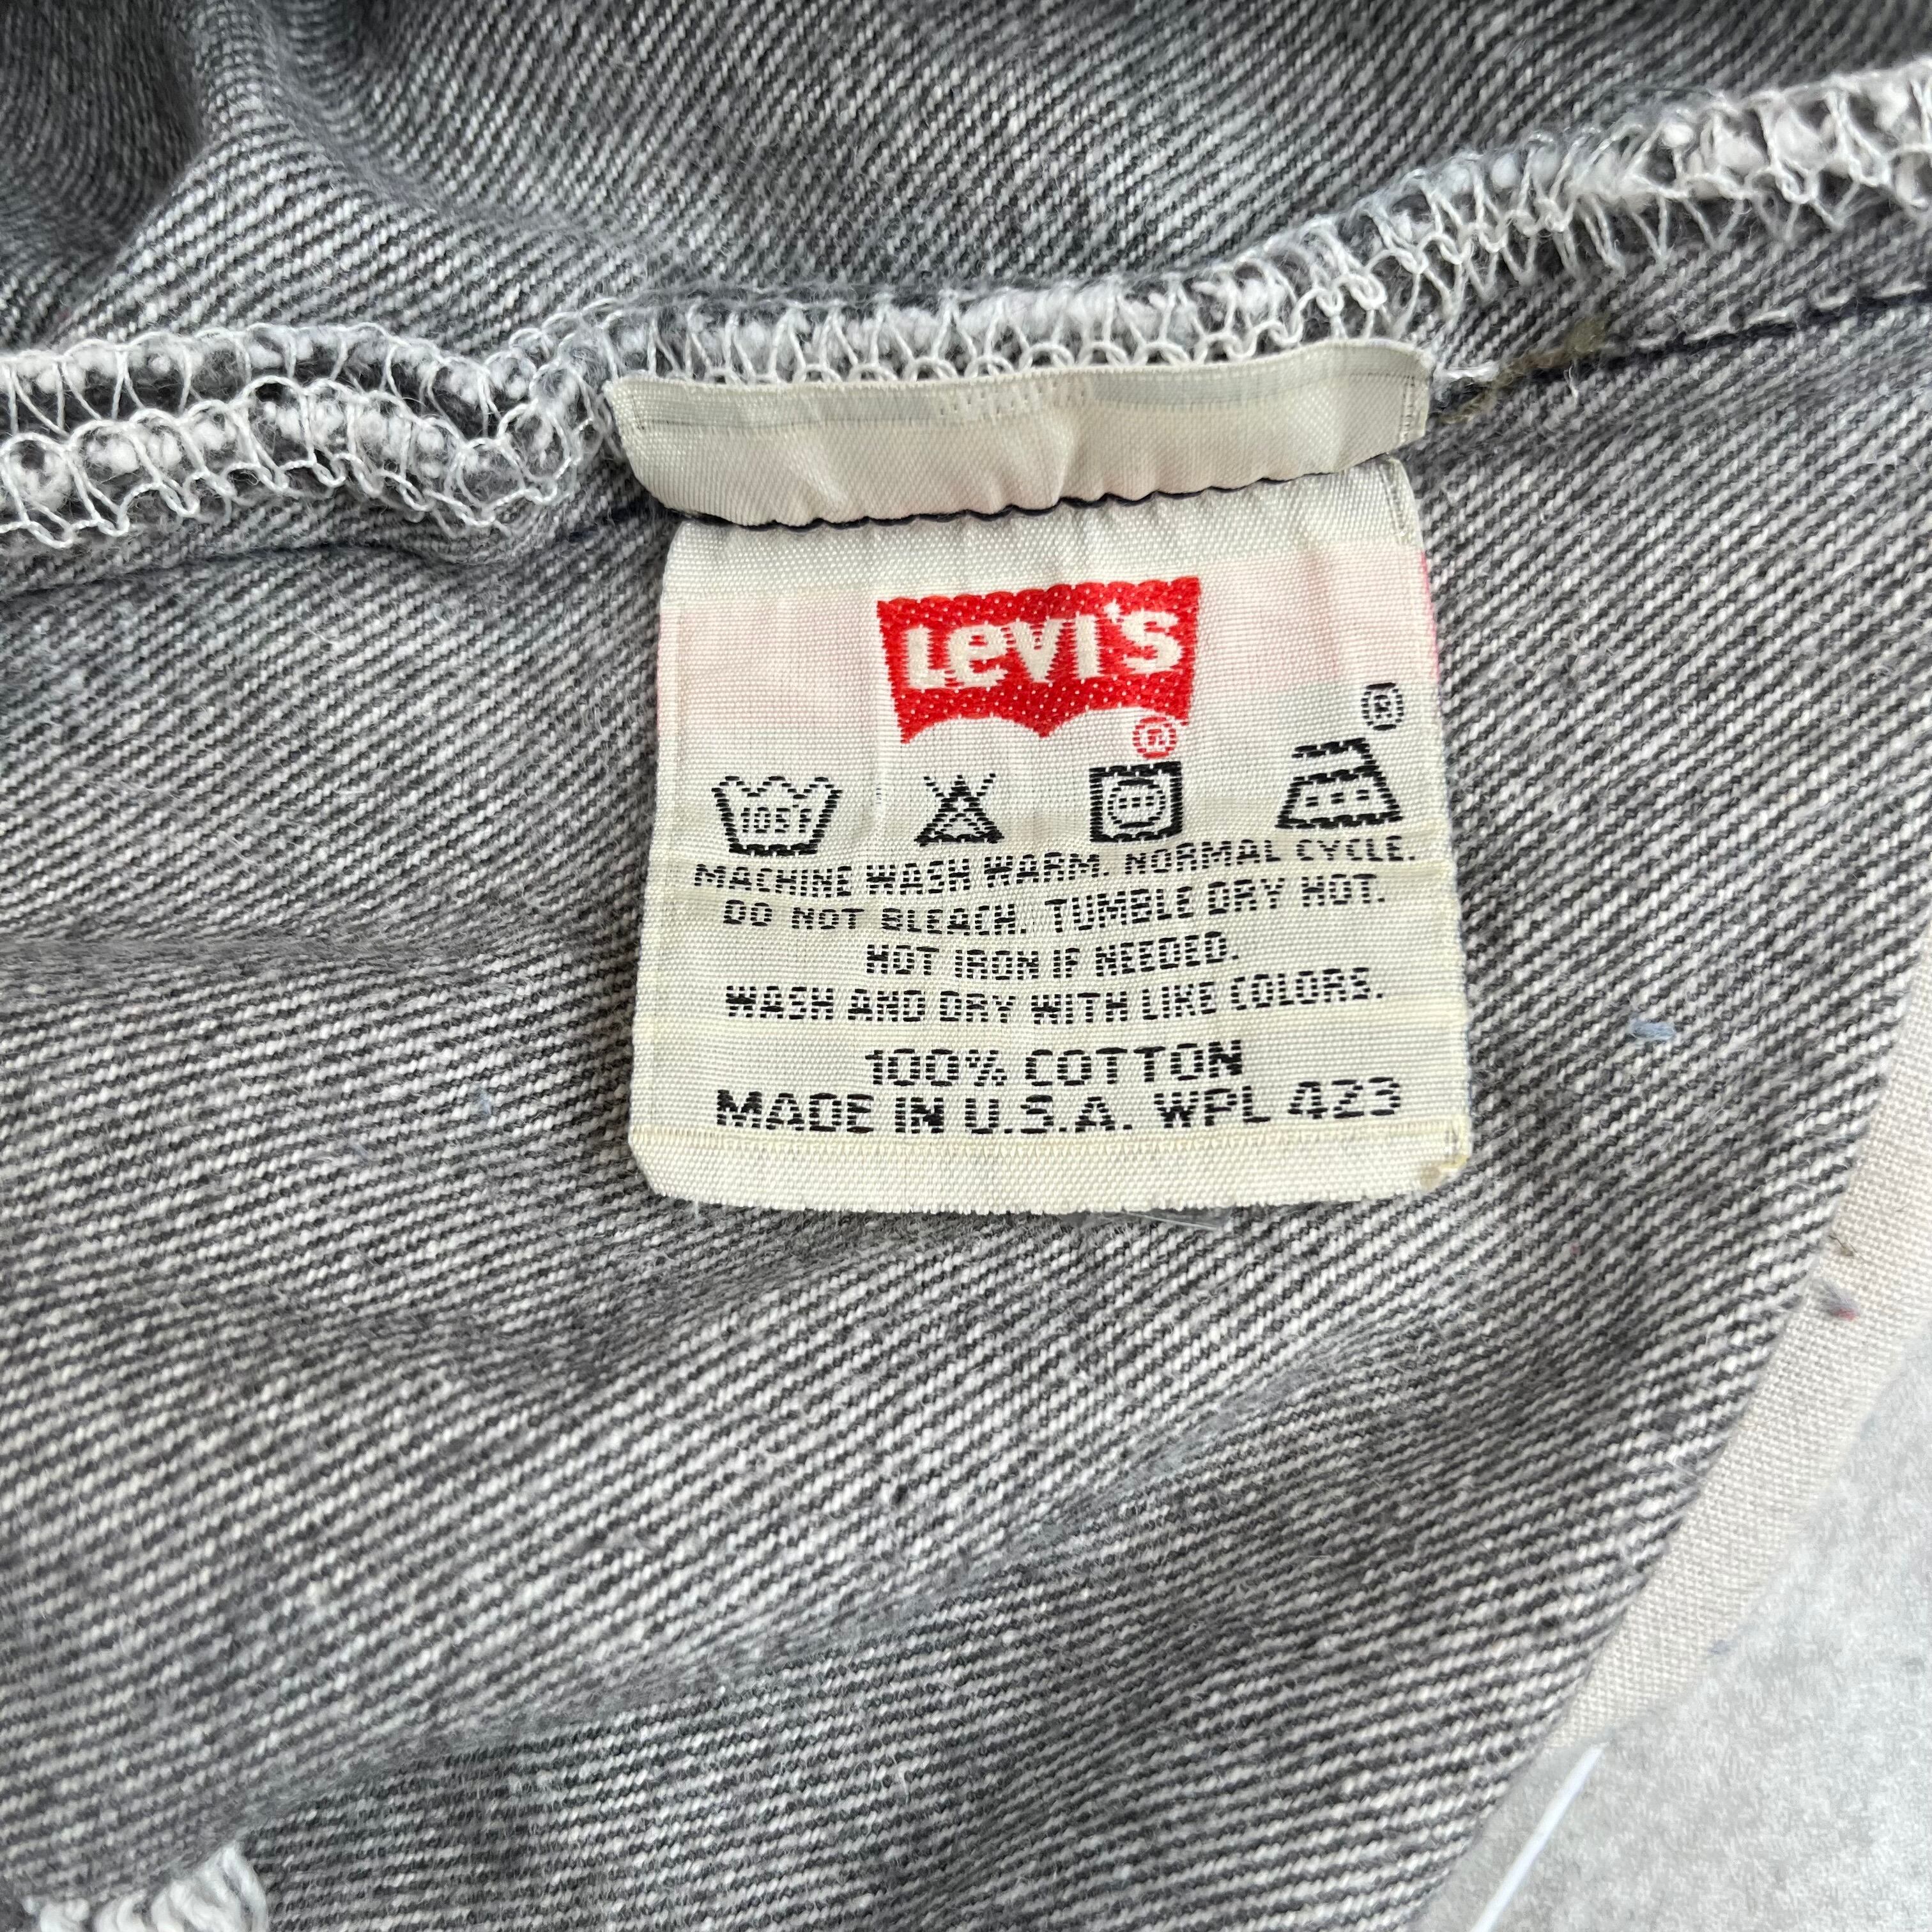 Levi's
®
®
105F
MACHINE WASH WARM. NORMAL CYCLE.
DO NOT BLEACH. TUMBLE DRY HOT.
HOT IRON IF NEEDED.
WASH AND DRY WITH LIKE COLORS.
100% COTTON
MADE IN U.S.A. WPL 423